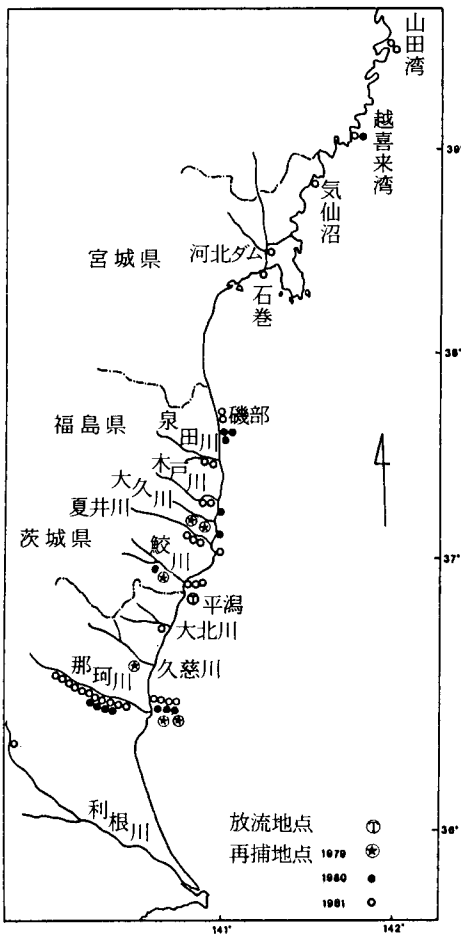 山田湾
越喜来湾
39°
気仙沼
河北ダム
宮城県
石巻
38°
磯部
福島県
泉田川
木戸川
大久川
夏井川
茨城県
鮫川
37°
平潟
大北川
久慈川
那珂川
利根川
36°
放流地点
再捕地点 1979
1980
1981
141°
142°